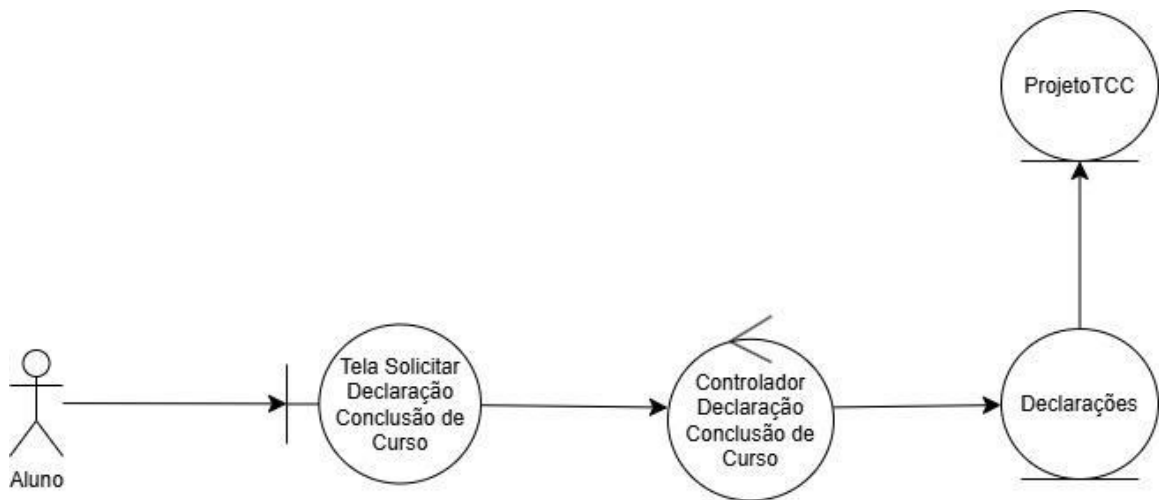 ProjetoTCC
Tela Solicitar
Declaração
Conclusão de
Curso
Controlador
Declaração
Conclusão de
Curso
Declarações
Aluno